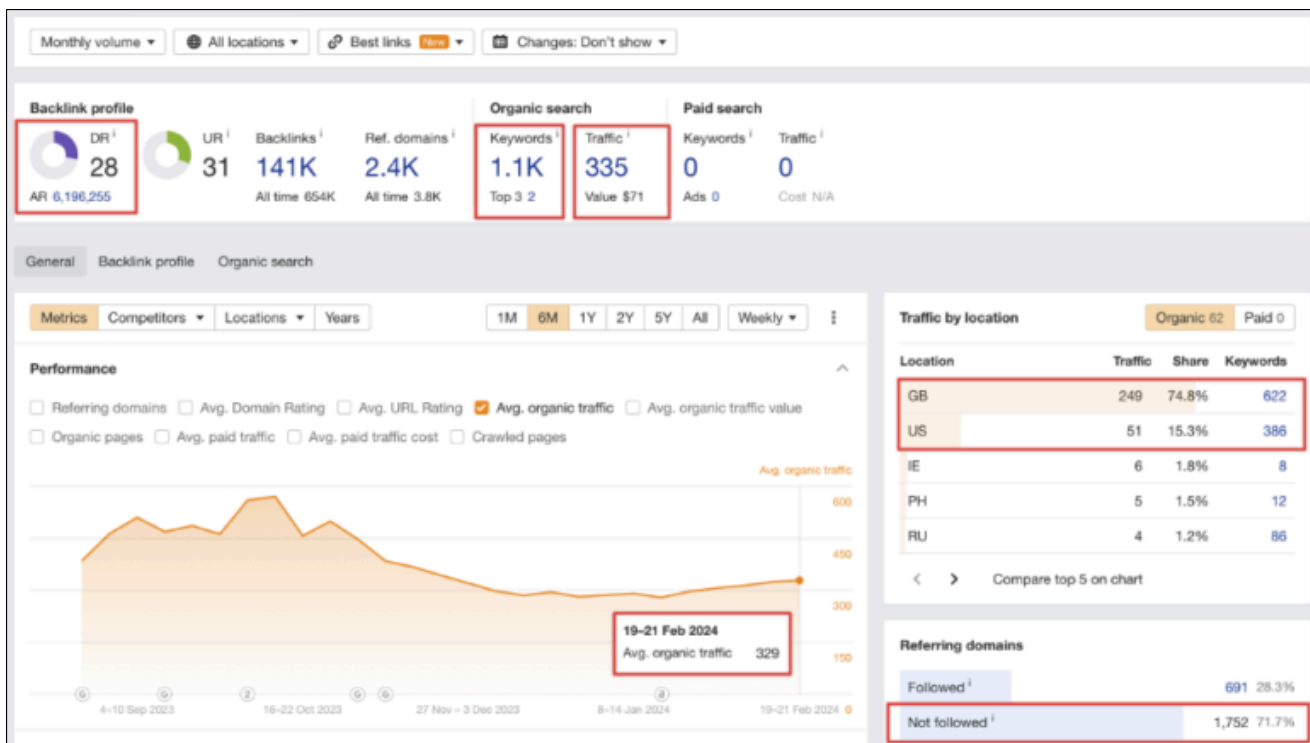 Monthly volume All locations Best links New Changes: Don't show
Backlink profile Organic search Paid search
DR i UR i Backlinks i Ref. domains i Keywords i Traffic i Keywords i Traffic i
28 31 141K 2.4K 1.1K 335 0 0
AR 6,196,255 All time 654K All time 3.8K Top 3 2 Value $71 Ads 0 Cost N/A
General Backlink profile Organic search
Metrics Competitors Locations Years 1M 6M 1Y 2Y 5Y All Weekly
Performance
Referring domains Avg. Domain Rating Avg. URL Rating Avg. organic traffic Avg. organic traffic value
Organic pages Avg. paid traffic Avg. paid traffic cost Crawled pages
Avg. organic traffic
600
450
300
19–21 Feb 2024
Avg. organic traffic 329
150
G G 2 G G
4–10 Sep 2023 16–22 Oct 2023 27 Nov – 3 Dec 2023 8–14 Jan 2024 19–21 Feb 2024 0
Traffic by location Organic 62 Paid 0
Location Traffic Share Keywords
GB 249 74.8% 622
US 51 15.3% 386
IE 6 1.8% 8
PH 5 1.5% 12
RU 4 1.2% 86
Compare top 5 on chart
Referring domains
Followed i 691 28.3%
Not followed i 1,752 71.7%